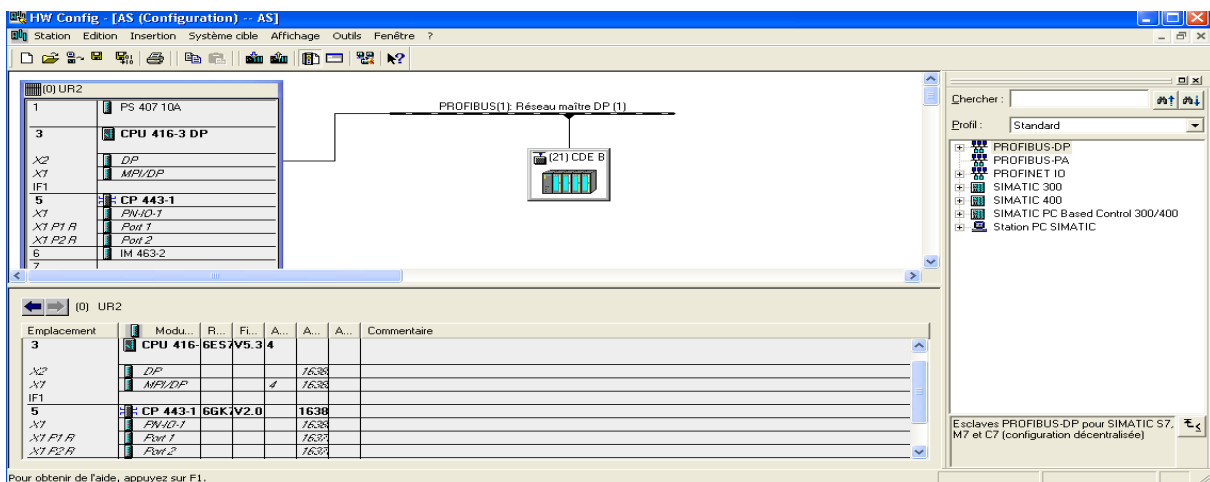 HW Config - [AS (Configuration) -- AS]
Station Edition Insertion Système cible Affichage Outils Fenêtre ?
(0) UR2
1 PS 407 10A
3 CPU 416-3 DP
X2 DP
X1 MPI/DP
IF1
5 CP 443-1
X1 PN-IO-1
X1 P1 R Port 1
X1 P2 R Port 2
6 IM 463-2
7
PROFIBUS(1): Réseau maître DP (1)
(21) CDE B
Chercher :
Profil : Standard
PROFIBUS-DP
PROFIBUS-PA
PROFINET IO
SIMATIC 300
SIMATIC 400
SIMATIC PC Based Control 300/400
Station PC SIMATIC
(0) UR2
Emplacement Modu... R... Fi... A... A... A... Commentaire
3 CPU 416- 6ES7 V5.3 4
X2 DP 1638
X1 MPI/DP 4 1638
IF1
5 CP 443-1 6GK7 V2.0 1638
X1 PN-IO-1 1638
X1 P1 R Port 1 1637
X1 P2 R Port 2 1637
Esclaves PROFIBUS-DP pour SIMATIC S7,
M7 et C7 (configuration décentralisée)
Pour obtenir de l'aide, appuyez sur F1.